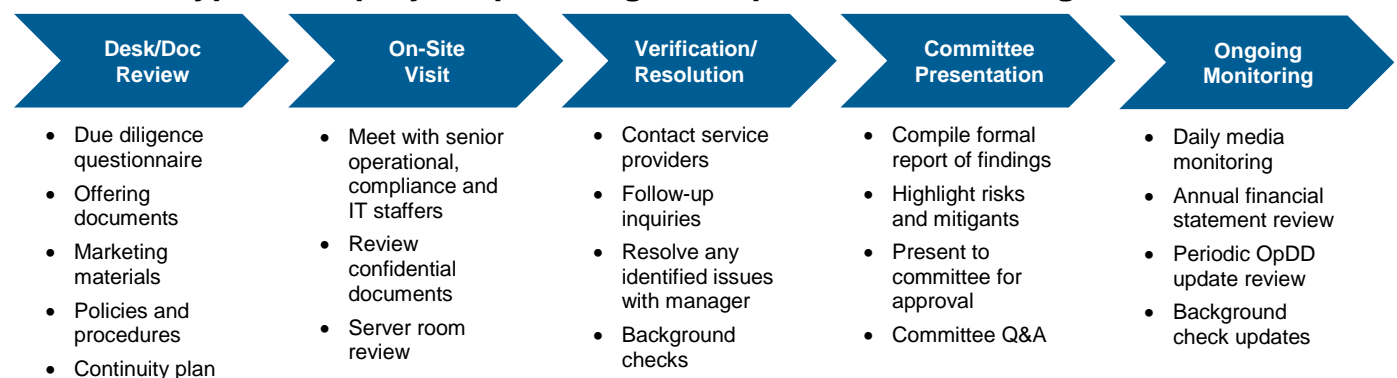 Desk/Doc
Review
On-Site
Visit
Verification/
Resolution
Committee
Presentation
Ongoing
Monitoring
• Due diligence
questionnaire
• Offering
documents
• Marketing
materials
• Policies and
procedures
• Continuity plan
• Meet with senior
operational,
compliance and
IT staffers
• Review
confidential
documents
• Server room
review
• Contact service
providers
• Follow-up
inquiries
• Resolve any
identified issues
with manager
• Background
checks
• Compile formal
report of findings
• Highlight risks
and mitigants
• Present to
committee for
approval
• Committee Q&A
• Daily media
monitoring
• Annual financial
statement review
• Periodic OpDD
update review
• Background
check updates